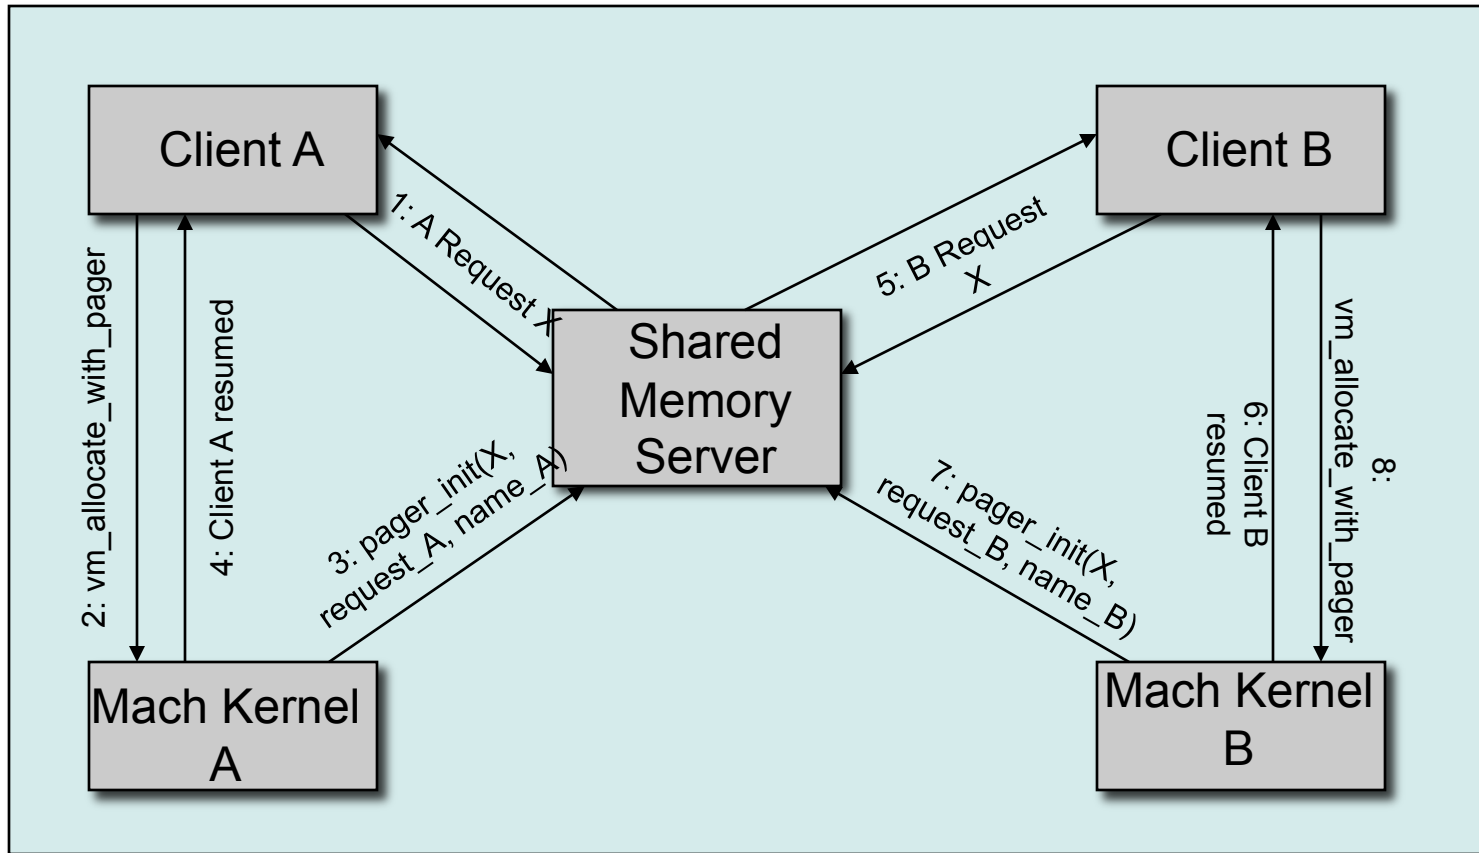 Client A
Client B
1: A Request X
5: B Request
X
Shared
Memory
Server
2: vm_allocate_with_pager
4: Client A resumed
3: pager_init(X,
request_A, name_A)
7: pager_init(X,
request_B, name_B)
6: Client B
resumed
8:
vm_allocate_with_pager
Mach Kernel
A
Mach Kernel
B